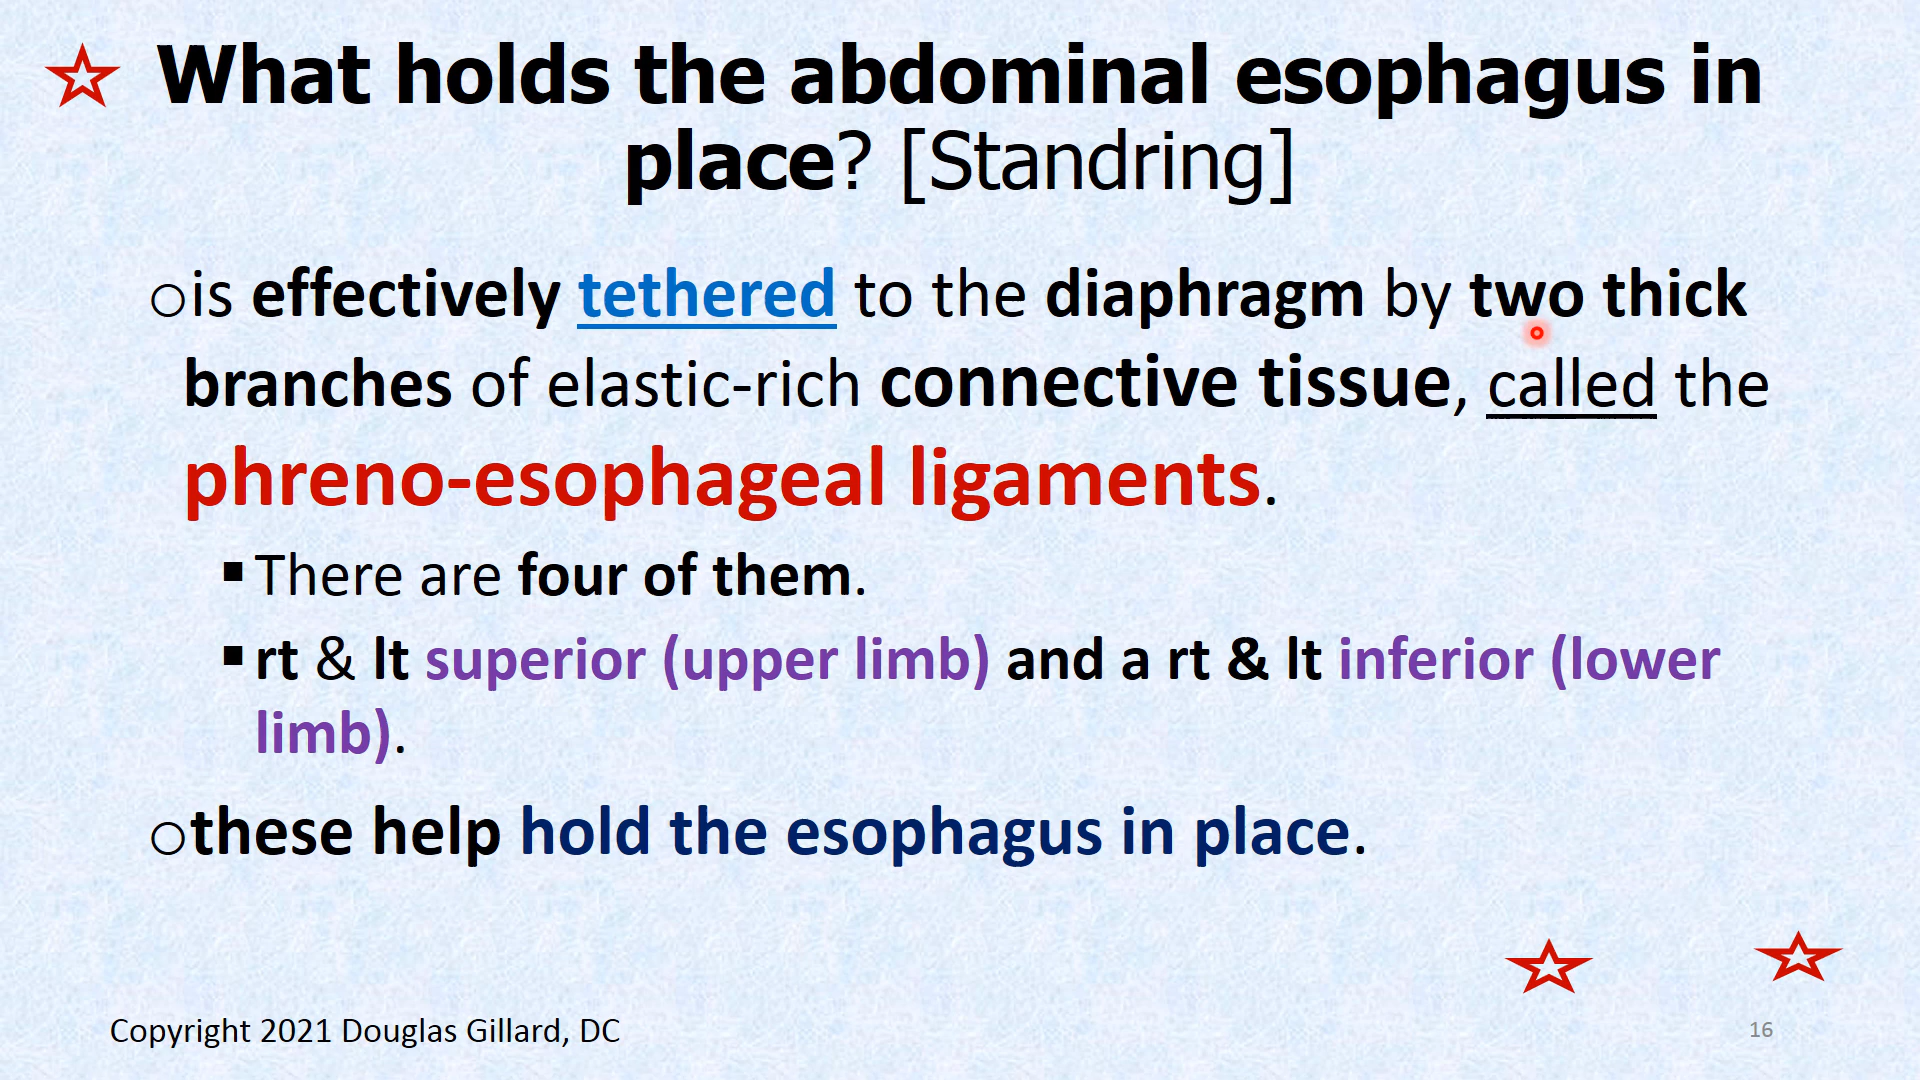 What holds the abdominal esophagus in
place? [Standring]
is effectively tethered to the diaphragm by two thick
branches of elastic-rich connective tissue, called the
phreno-esophageal ligaments.
There are four of them.
rt & lt superior (upper limb) and a rt & lt inferior (lower
limb).
these help hold the esophagus in place.
Copyright 2021 Douglas Gillard, DC
16